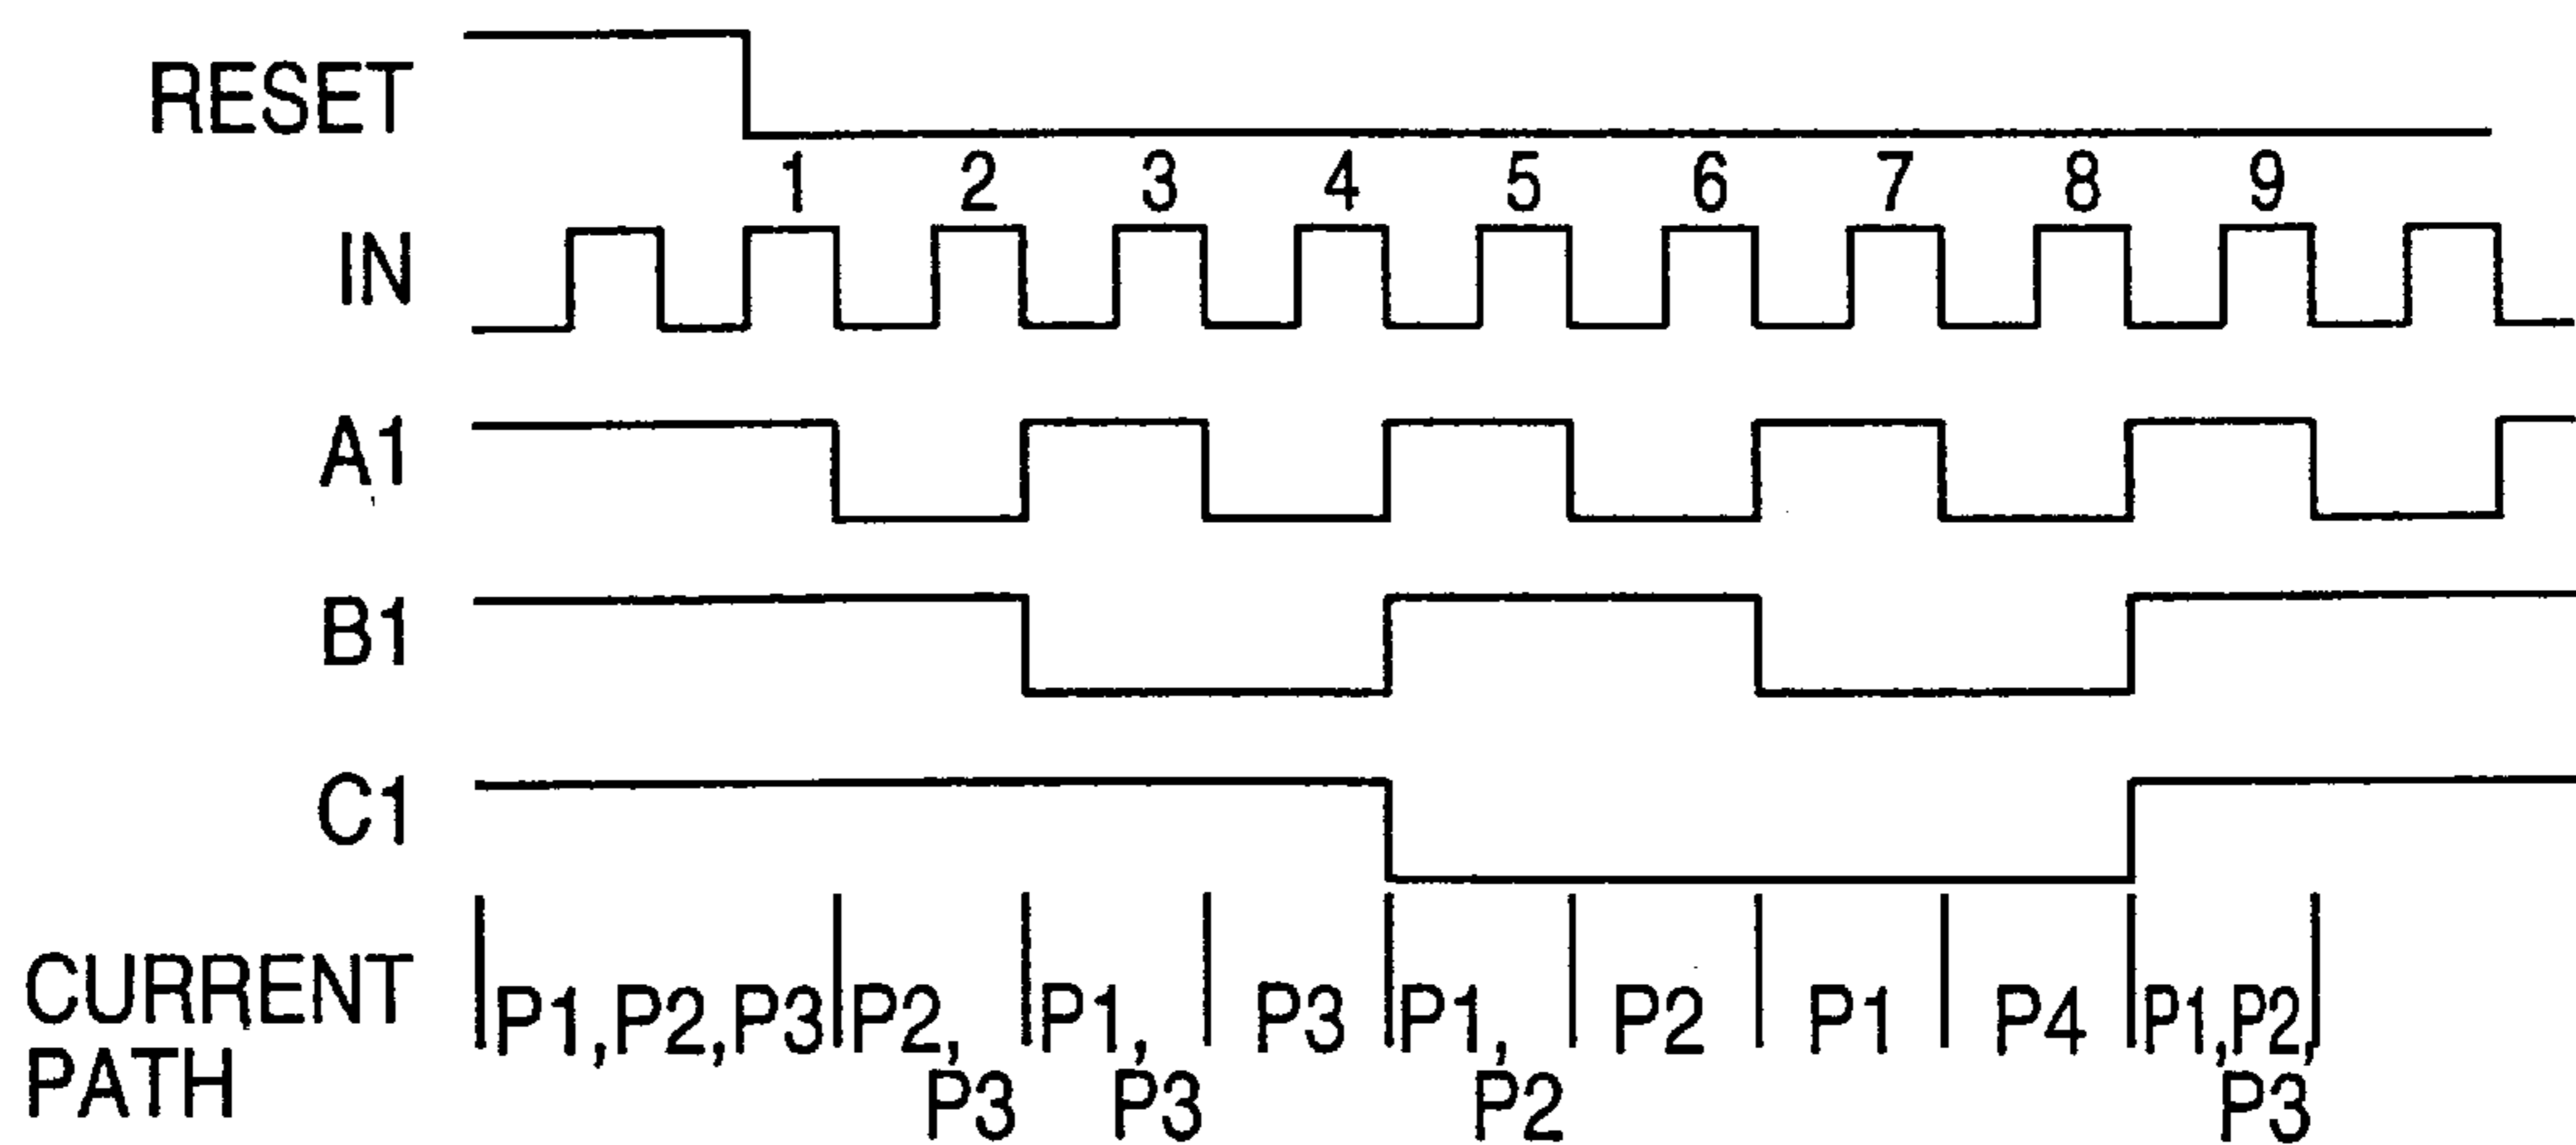 RESET
1 2 3 4 5 6 7 8 9
IN
A1
B1
C1
CURRENT PATH
P1,P2,P3
P2, P3
P1, P3
P3
P1, P2
P2
P1
P4
P1,P2, P3